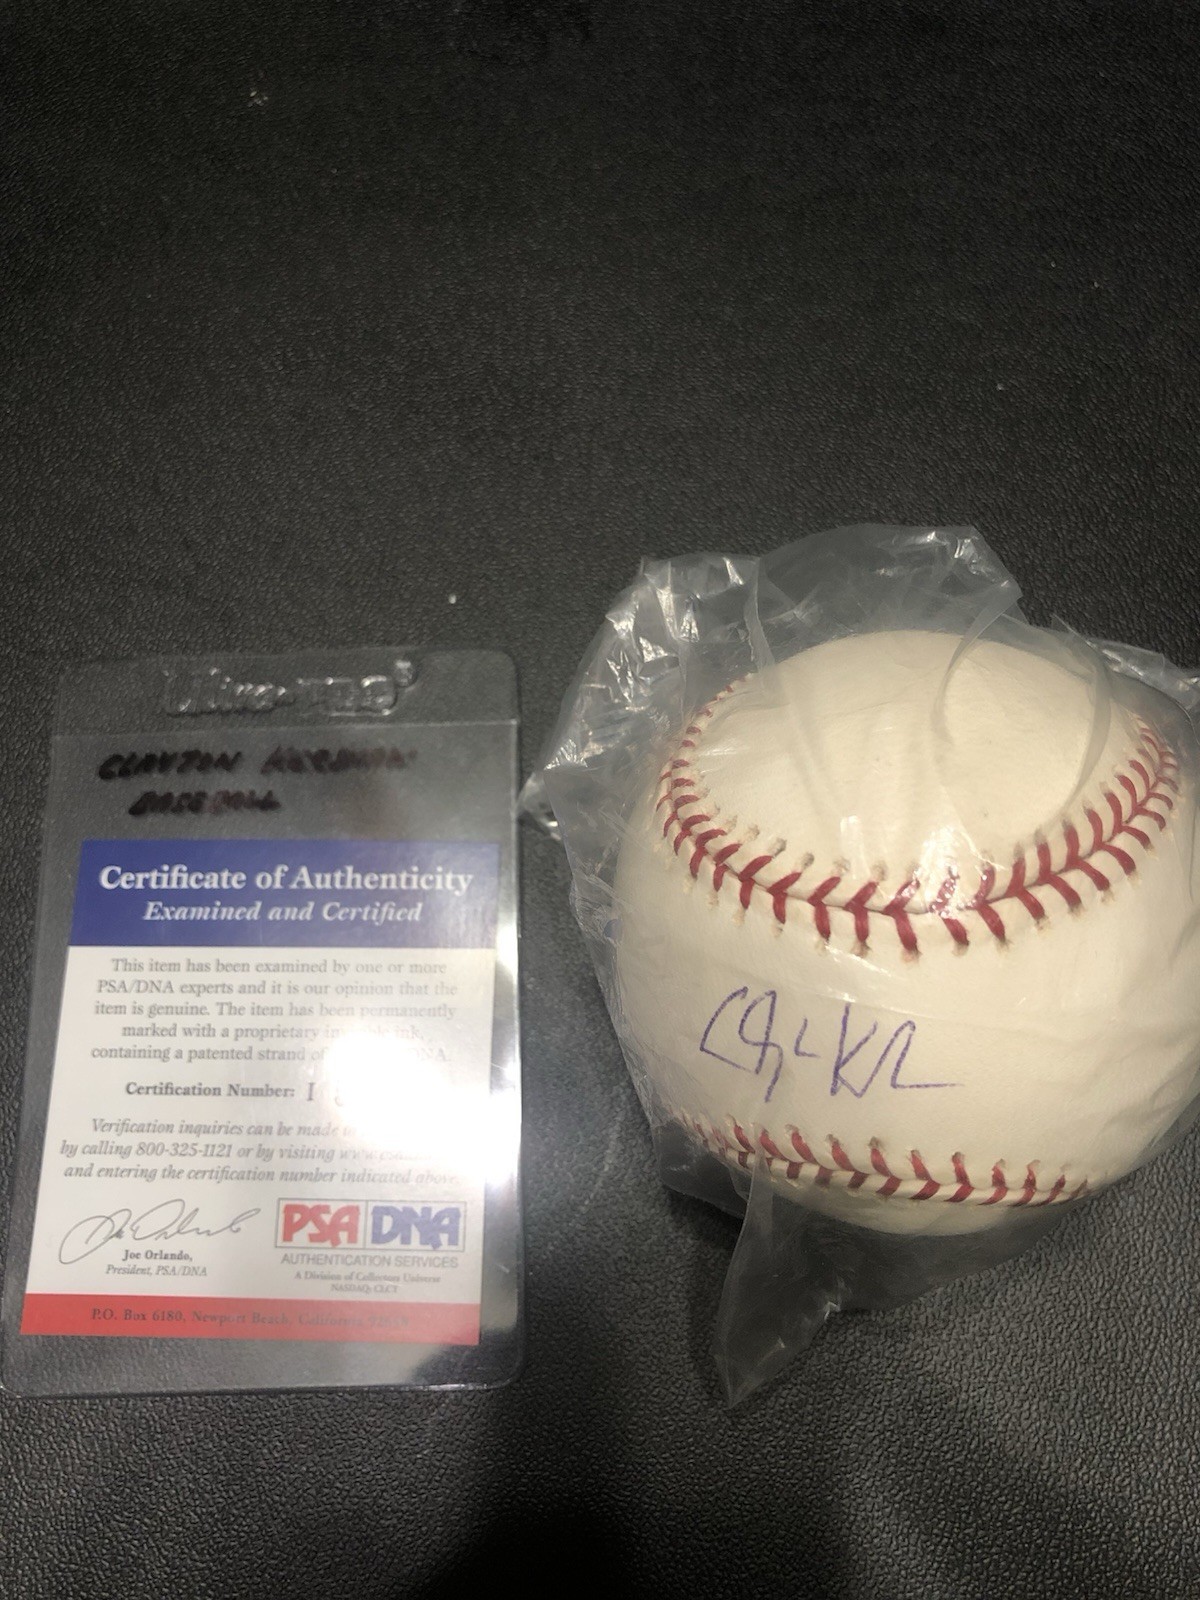 Ultra-PRO®
CLAYTON KERSHAW
BASEBALL
Certificate of Authenticity
Examined and Certified
This item has been examined by one or more
PSA/DNA experts and it is our opinion that the
item is genuine. The item has been permanently
marked with a proprietary ink,
containing a patented strand of DNA.
Certification Number:
Verification inquiries can be made
by calling 800-325-1121 or by visiting
and entering the certification number indicated above.
Joe Orlando,
President, PSA/DNA
PSA DNA
AUTHENTICATION SERVICES
A Division of Collectors Universe
NASDAQ: CLCT
P.O. Box 6180, Newport Beach, California 92658